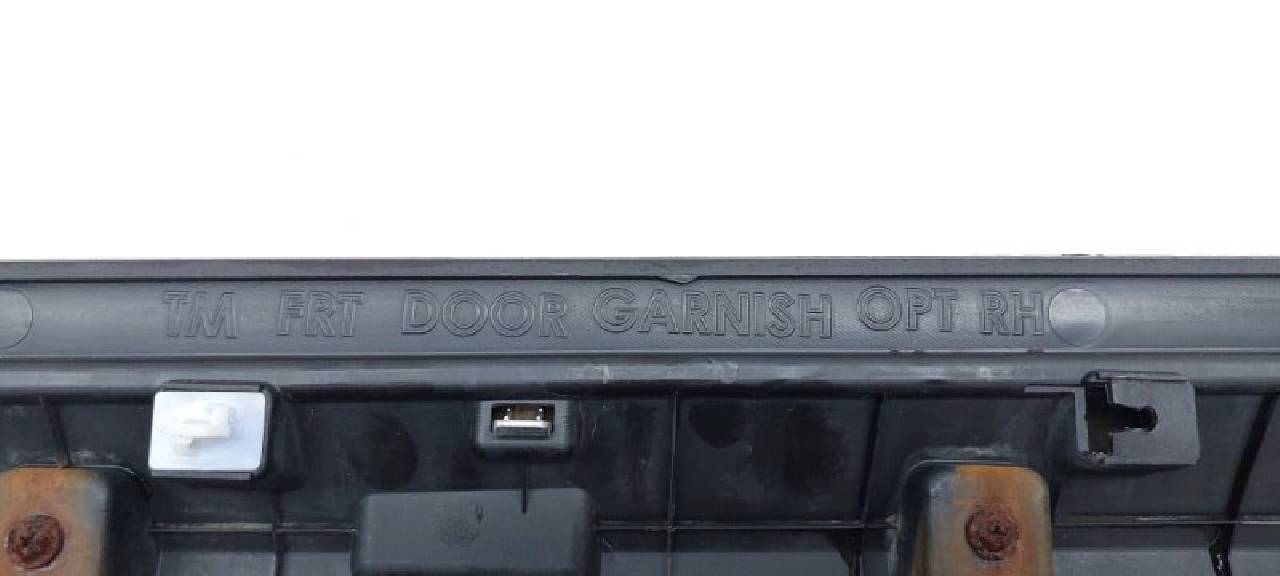 TM FRT DOOR GARNISH OPT RH